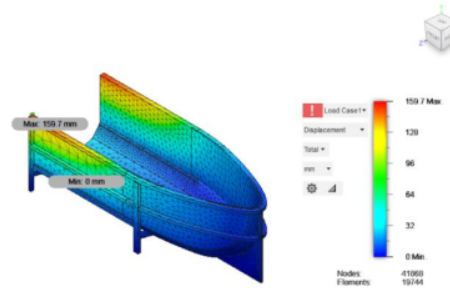 Max: 159.7 mm
Min: 0 mm
Load Case1
Displacement
Total
mm
159.7 Max.
128
96
64
32
0 Min
Nodes: 41868
Elements: 19744